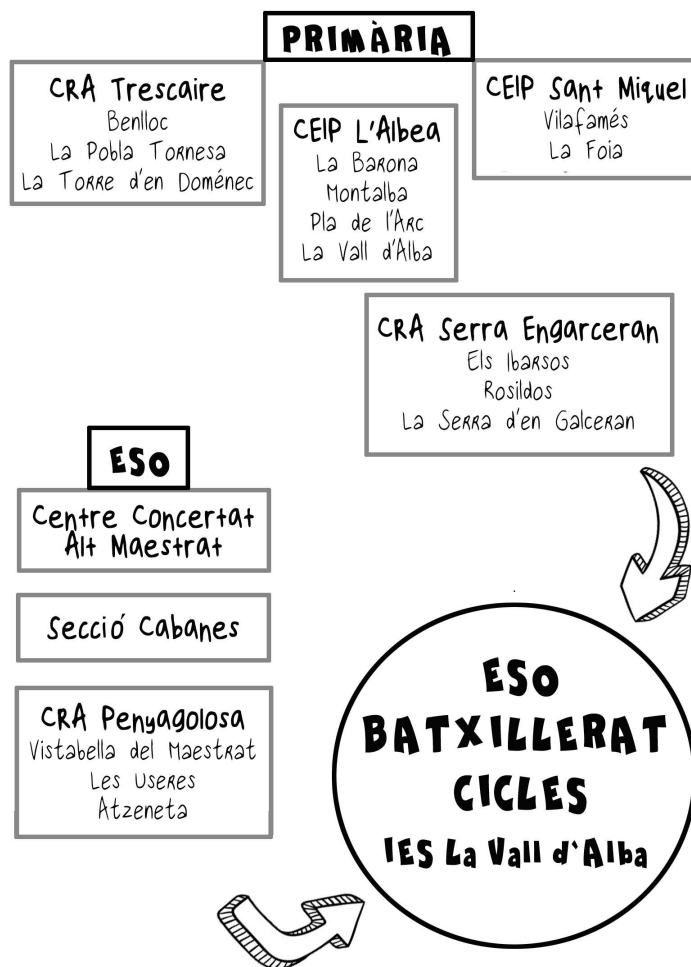 PRIMÀRIA
CRA Trescaire
Benlloc
La Pobla Tornesa
La Torre d'en Doménec
CEIP L'Albea
La Barona
Montalba
Pla de l'Arc
La Vall d'Alba
CEIP Sant Miquel
Vilafamés
La Foia
CRA Serra Engarceran
Els Ibarsos
Rosildos
La Serra d'en Galceran
ESO
Centre Concertat
Alt Maestrat
Secció Cabanes
CRA Penyagolosa
Vistabella del Maestrat
Les Useres
Atzeneta
ESO
BATXILLERAT
CICLES
IES La Vall d'Alba